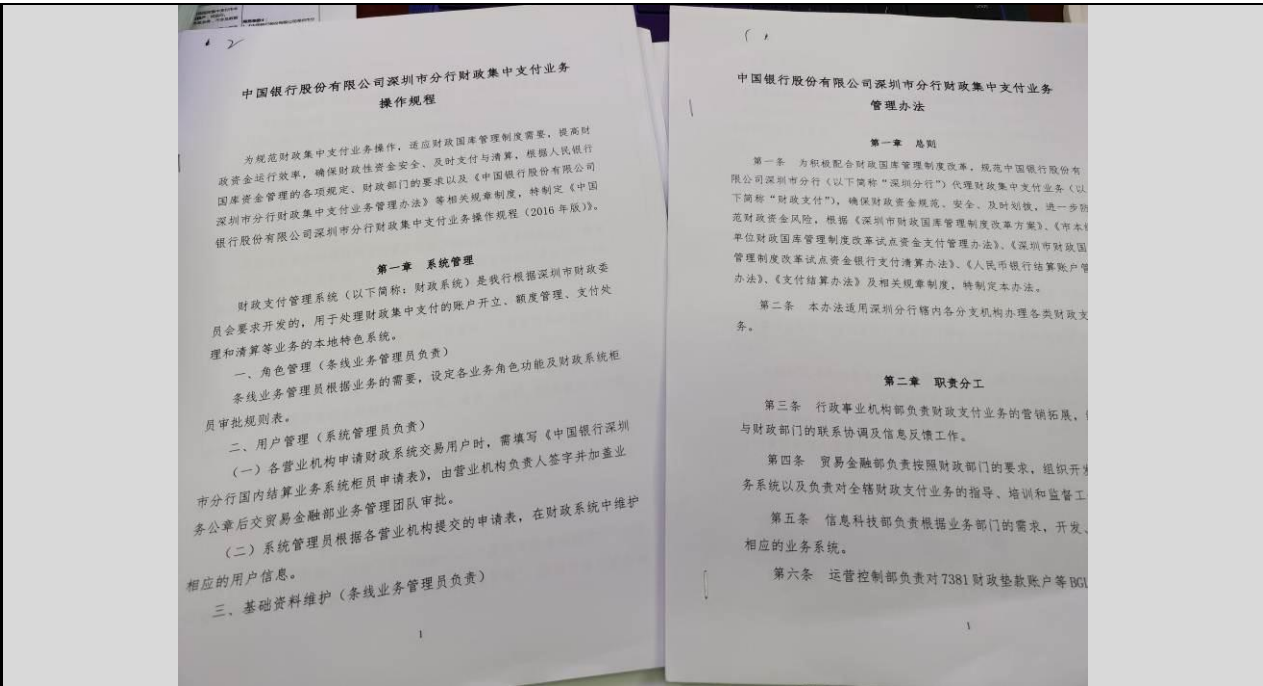 2
中国银行股份有限公司深圳市分行财政集中支付业务
操作规程
为规范财政集中支付业务操作，适应财政国库管理制度需要，提高财
政资金运行效率，确保财政性资金安全、及时支付与清算，根据人民银行
国库资金管理的各项规定、财政部门的要求以及《中国银行股份有限公司
深圳市分行财政集中支付业务管理办法》等相关规章制度，特制定《中国
银行股份有限公司深圳市分行财政集中支付业务操作规程（2016年版）》。
第一章 系统管理
财政支付管理系统（以下简称：财政系统）是我行根据深圳市财政委
员会要求开发的，用于处理财政集中支付的账户开立、额度管理、支付处
理和清算等业务的本地特色系统。
一、角色管理（条线业务管理员负责）
条线业务管理员根据业务的需要，设定各业务角色功能及财政系统柜
员审批规则表。
二、用户管理（系统管理员负责）
（一）各营业机构申请财政系统交易用户时，需填写《中国银行深圳
市分行国内结算业务系统柜员申请表》，由营业机构负责人签字并加盖业
务公章后交贸易金融部业务管理团队审批。
（二）系统管理员根据各营业机构提交的申请表，在财政系统中维护
相应的用户信息。
三、基础资料维护（条线业务管理员负责）
1
中国银行股份有限公司深圳市分行财政集中支付业务
管理办法
第一章 总则
第一条 为积极配合财政国库管理制度改革，规范中国银行股份有
限公司深圳市分行（以下简称“深圳分行”）代理财政集中支付业务（以
下简称“财政支付”），确保财政资金规范、安全、及时划拨，进一步防
范财政资金风险，根据《深圳市财政国库管理制度改革方案》、《市本级
单位财政国库管理制度改革试点资金支付管理办法》、《深圳市财政国
管理制度改革试点资金银行支付清算办法》、《人民币银行结算账户管
办法》、《支付结算办法》及相关规章制度，特制定本办法。
第二条 本办法适用深圳分行辖内各分支机构办理各类财政支
务。
第二章 职责分工
第三条 行政事业机构部负责财政支付业务的营销拓展，
与财政部门的联系协调及信息反馈工作。
第四条 贸易金融部负责按照财政部门的要求，组织开发
务系统以及负责对全辖财政支付业务的指导、培训和监督工
第五条 信息科技部负责根据业务部门的需求，开发、
相应的业务系统。
第六条 运营控制部负责对7381财政垫款账户等BGL
1